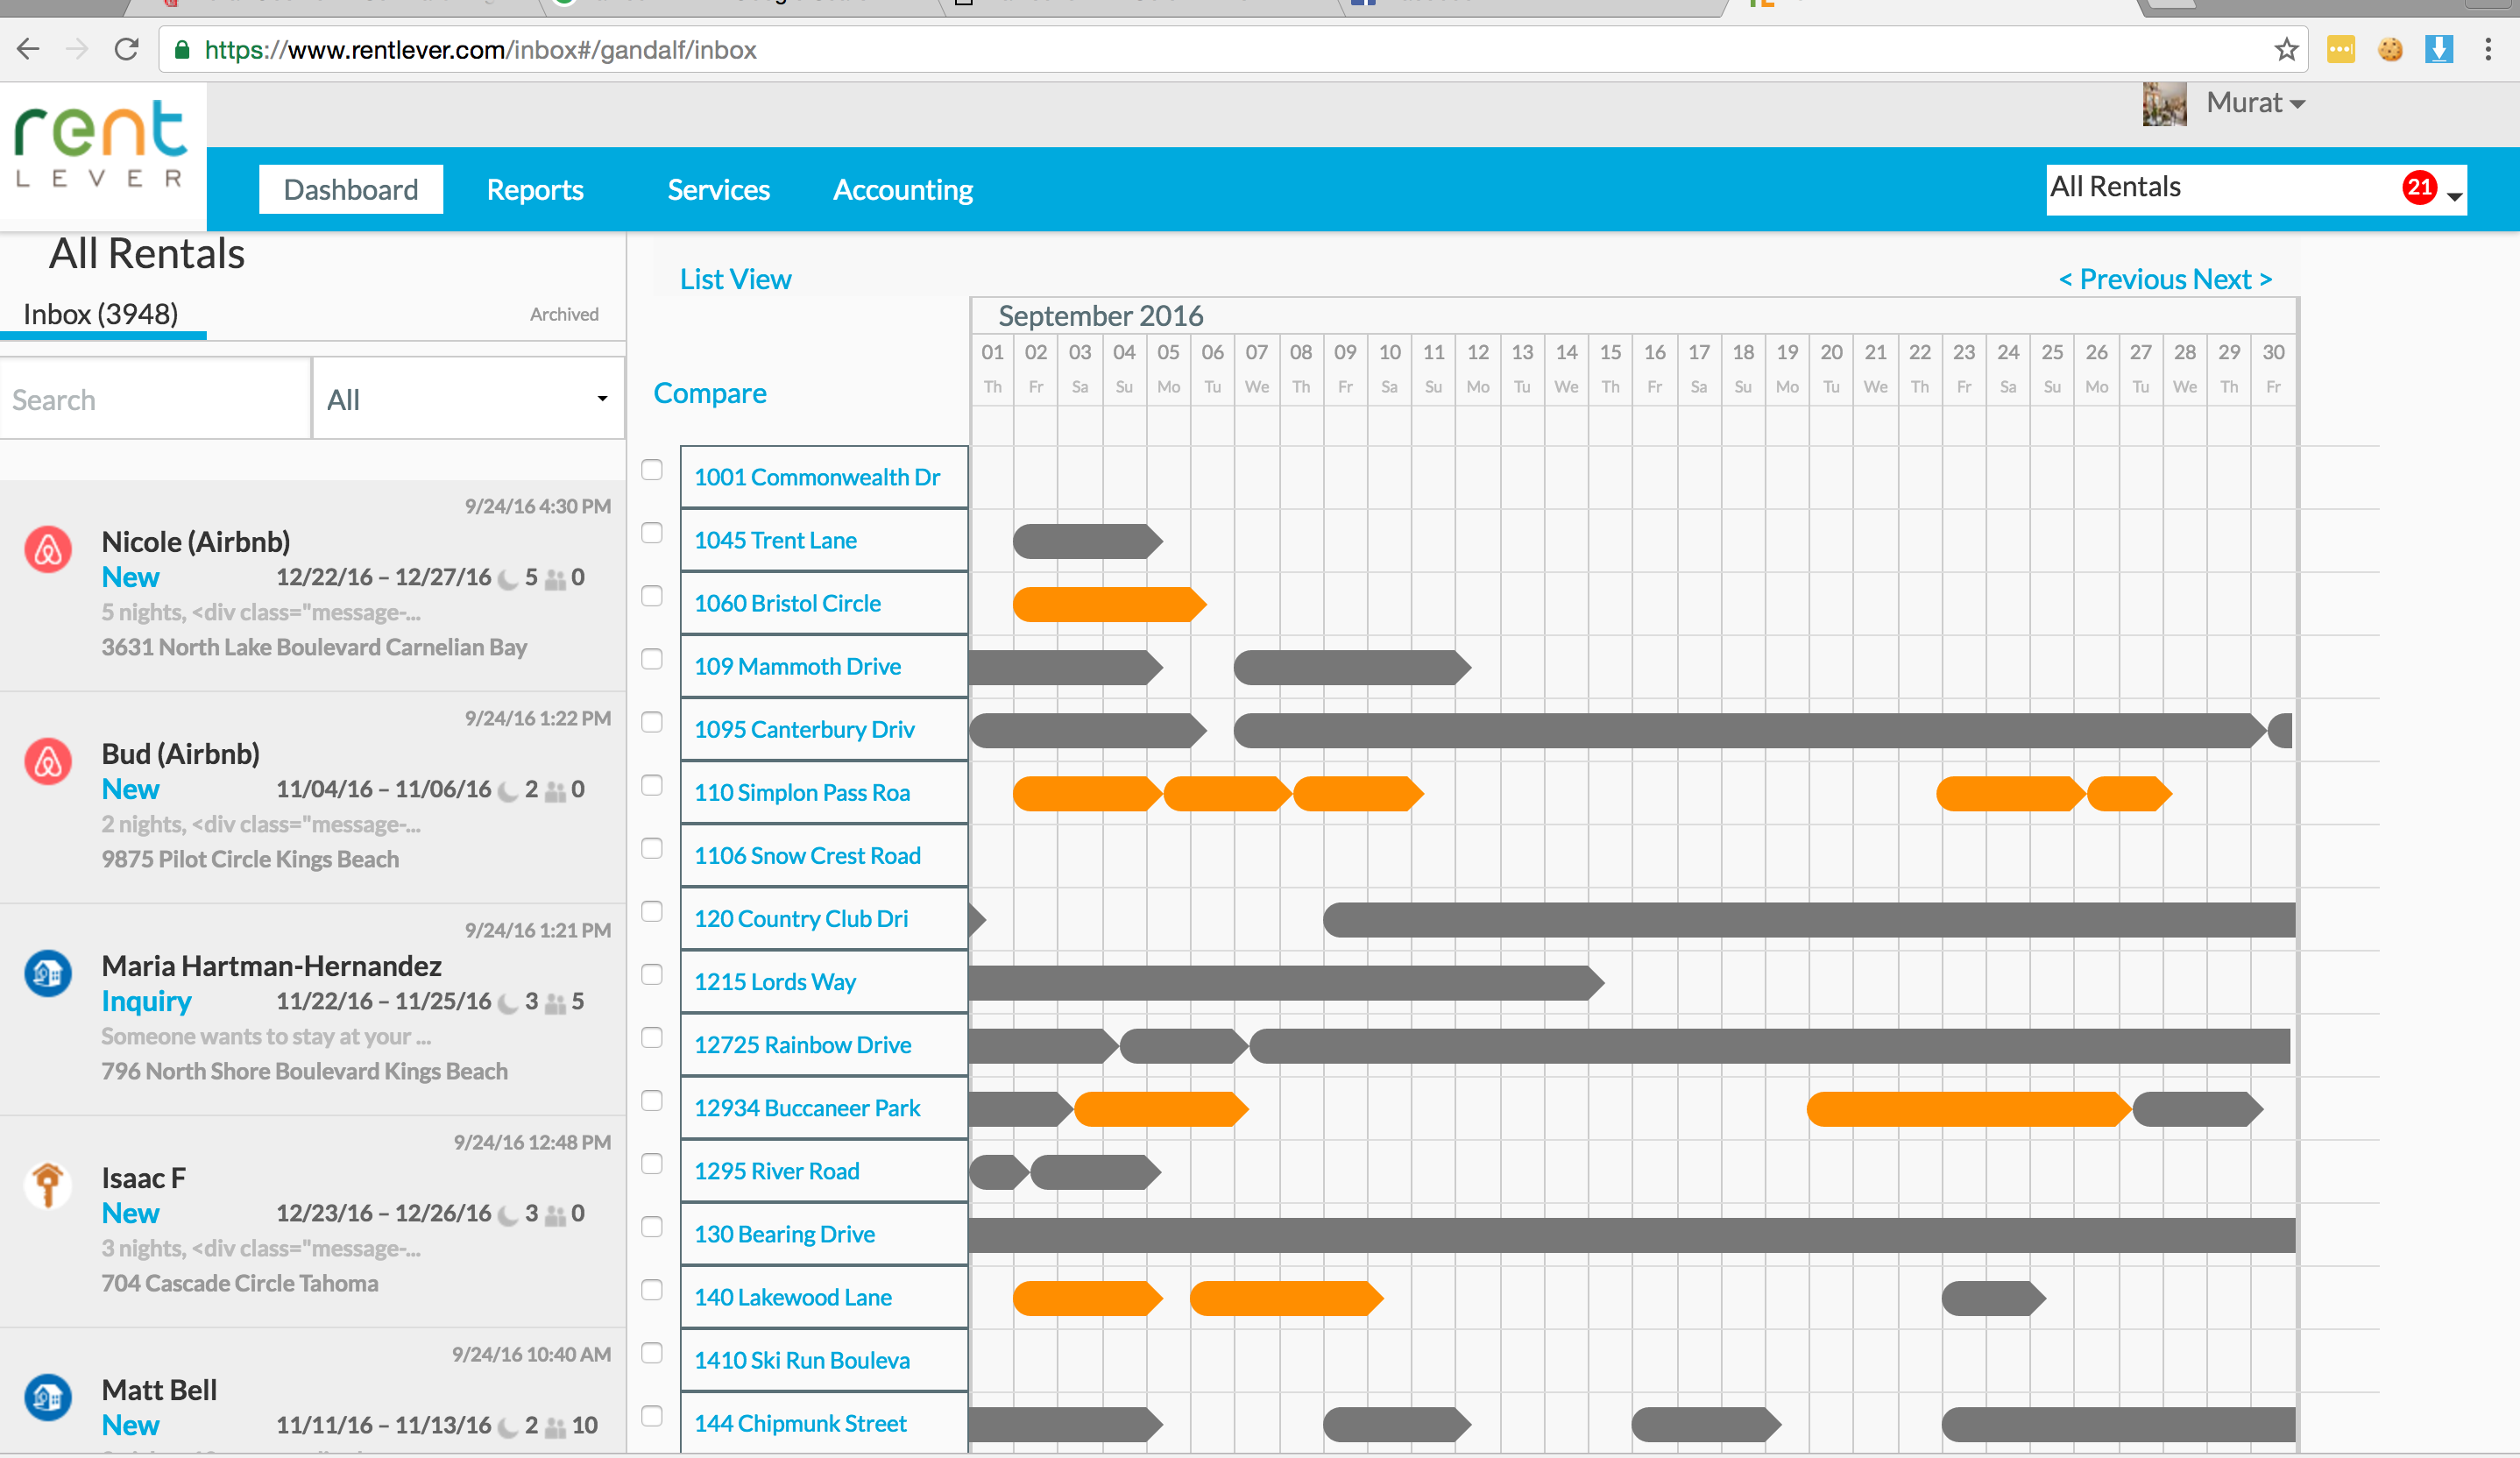 https://www.rentlever.com/inbox#/gandalf/inbox
rent
LEVER
Murat
Dashboard
Reports
Services
Accounting
All Rentals
21
All Rentals
Inbox (3948)
Archived
Search
All
9/24/16 4:30 PM
Nicole (Airbnb)
New 12/22/16 – 12/27/16 5 0
5 nights, <div class="message-...
3631 North Lake Boulevard Carnelian Bay
9/24/16 1:22 PM
Bud (Airbnb)
New 11/04/16 – 11/06/16 2 0
2 nights, <div class="message-...
9875 Pilot Circle Kings Beach
9/24/16 1:21 PM
Maria Hartman-Hernandez
Inquiry 11/22/16 – 11/25/16 3 5
Someone wants to stay at your ...
796 North Shore Boulevard Kings Beach
9/24/16 12:48 PM
Isaac F
New 12/23/16 – 12/26/16 3 0
3 nights, <div class="message-...
704 Cascade Circle Tahoma
9/24/16 10:40 AM
Matt Bell
New 11/11/16 – 11/13/16 2 10
List View
< Previous Next >
September 2016
01 02 03 04 05 06 07 08 09 10 11 12 13 14 15 16 17 18 19 20 21 22 23 24 25 26 27 28 29 30
Th Fr Sa Su Mo Tu We Th Fr Sa Su Mo Tu We Th Fr Sa Su Mo Tu We Th Fr Sa Su Mo Tu We Th Fr
Compare
1001 Commonwealth Dr
1045 Trent Lane
1060 Bristol Circle
109 Mammoth Drive
1095 Canterbury Driv
110 Simplon Pass Roa
1106 Snow Crest Road
120 Country Club Dri
1215 Lords Way
12725 Rainbow Drive
12934 Buccaneer Park
1295 River Road
130 Bearing Drive
140 Lakewood Lane
1410 Ski Run Bouleva
144 Chipmunk Street